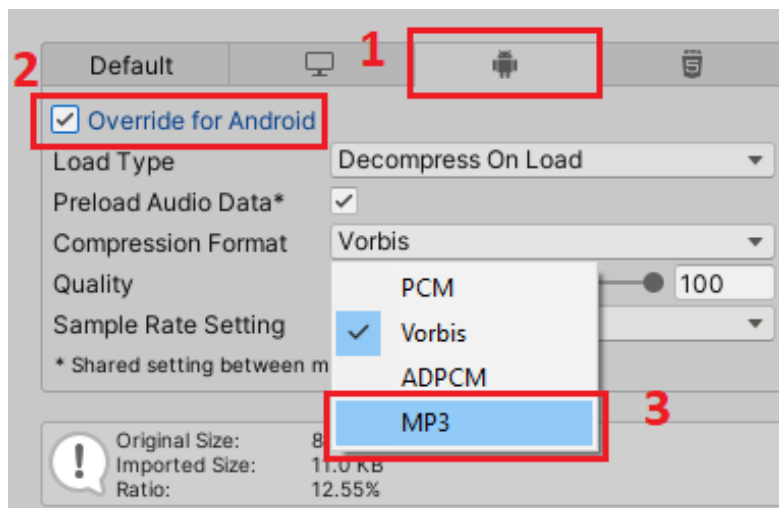 1
2
Default
Override for Android
Load Type Decompress On Load
Preload Audio Data*
Compression Format Vorbis
Quality 100
PCM
Sample Rate Setting
Vorbis
* Shared setting between m
ADPCM
MP3
3
Original Size: 8
Imported Size: 11.0 KB
Ratio: 12.55%